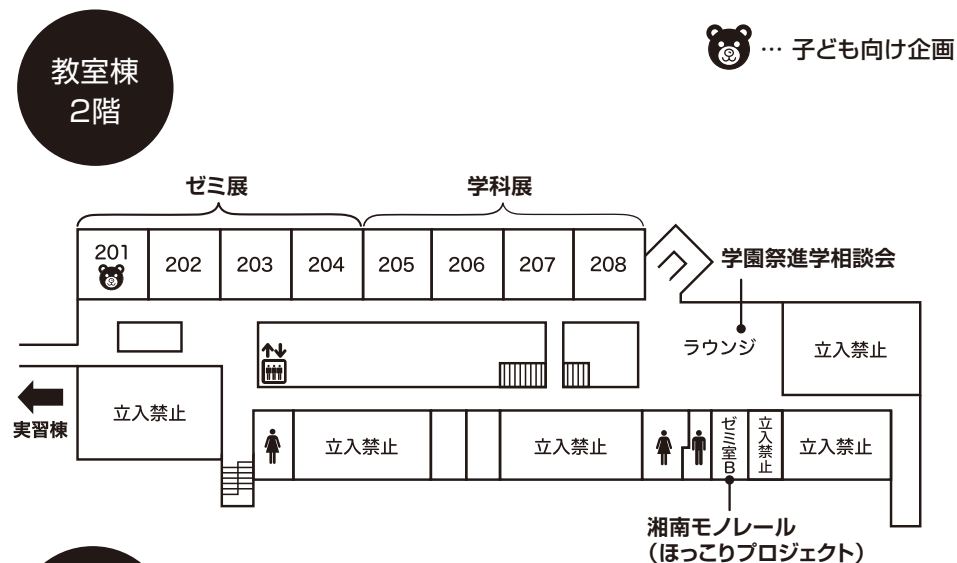 教室棟
2階
… 子ども向け企画
ゼミ展
学科展
201
202
203
204
205
206
207
208
学園祭進学相談会
ラウンジ
立入禁止
立入禁止
実習棟
立入禁止
立入禁止
ゼミ室B
立入禁止
立入禁止
湘南モノレール
(ほっこりプロジェクト)